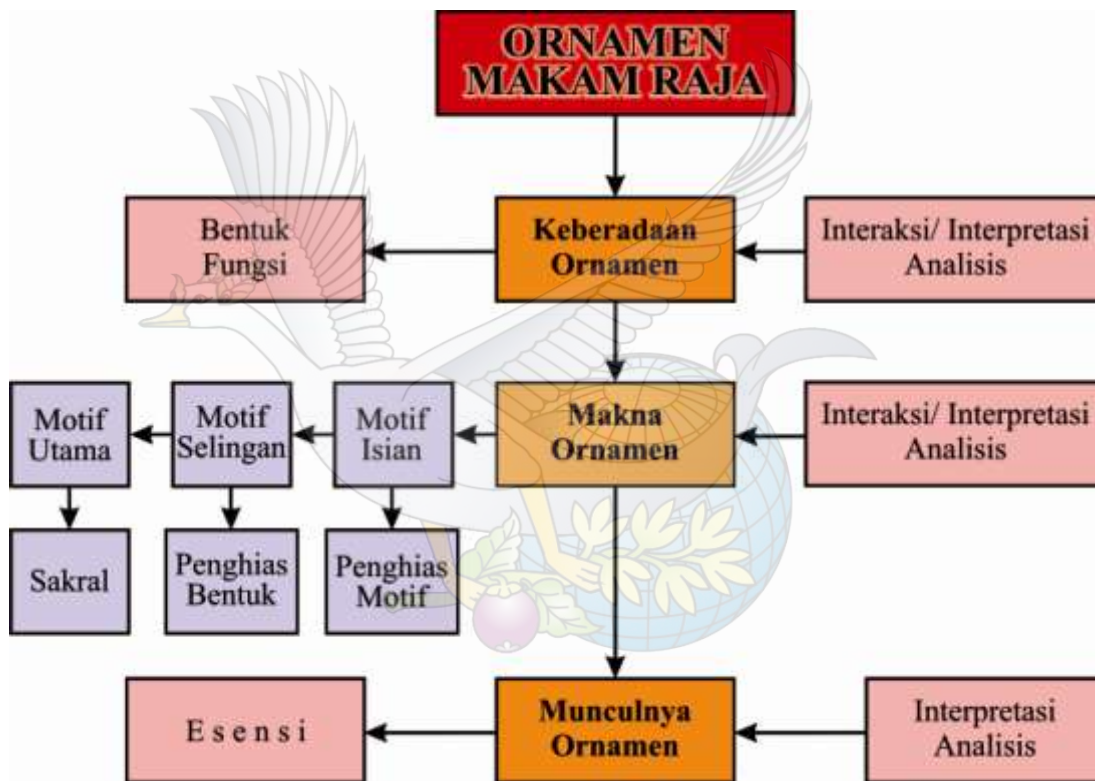 ORNAMEN
MAKAM RAJA
Bentuk
Fungsi
Keberadaan
Ornamen
Interaksi/ Interpretasi
Analisis
Motif
Utama
Motif
Selingan
Motif
Isian
Makna
Ornamen
Interaksi/ Interpretasi
Analisis
Sakral
Penghias
Bentuk
Penghias
Motif
E s e n s i
Munculnya
Ornamen
Interpretasi
Analisis